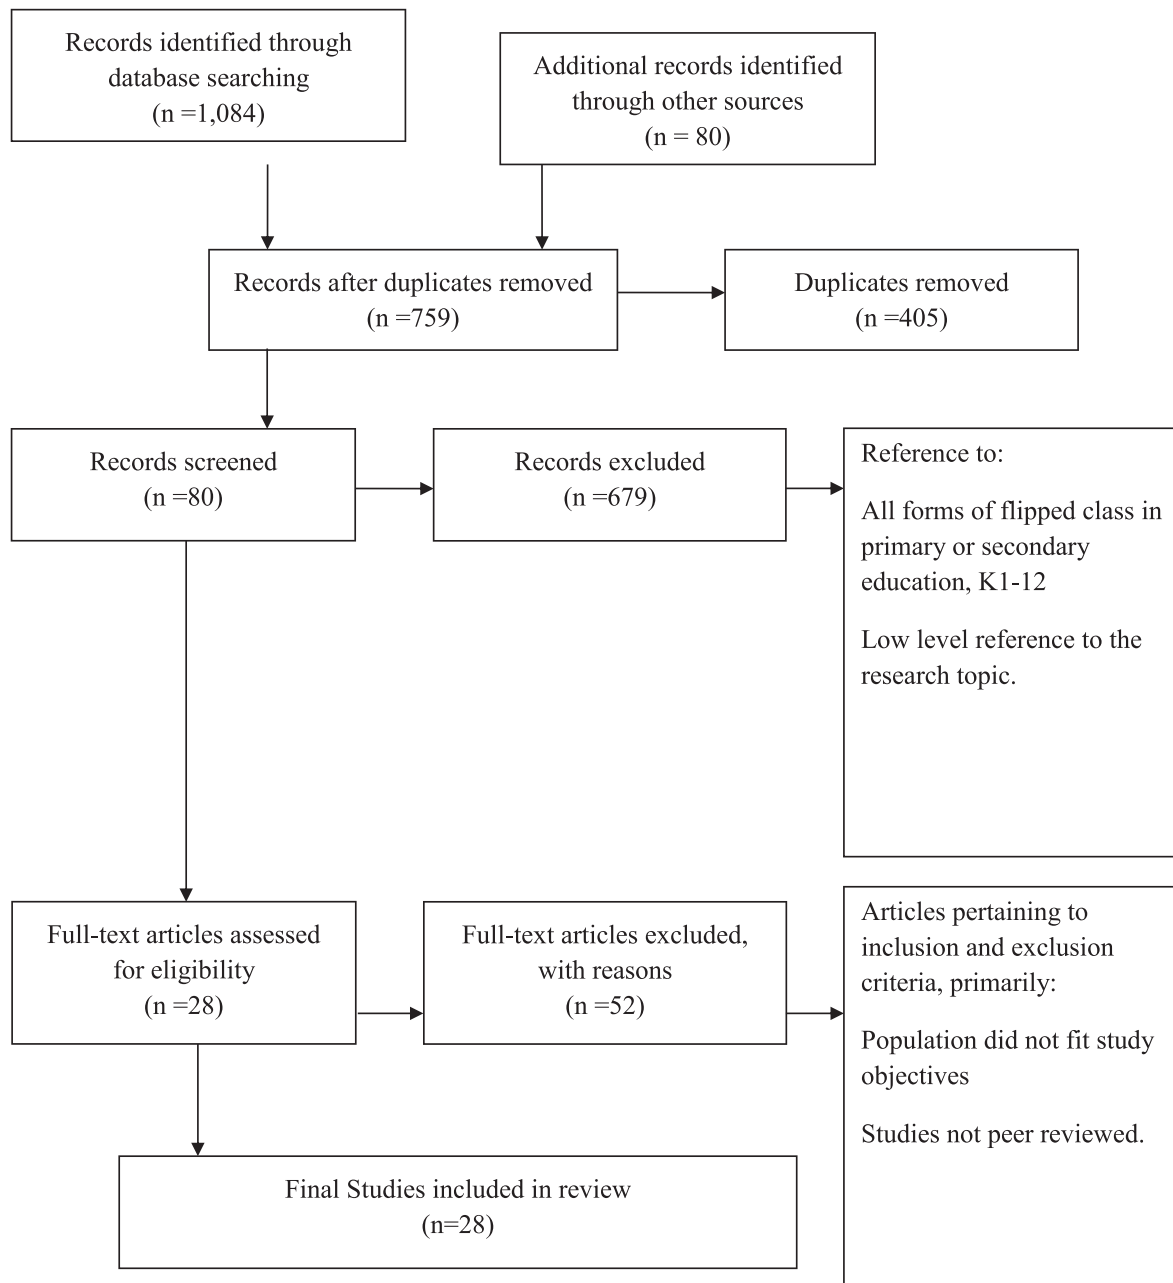 Records identified through
database searching
(n =1,084)
Additional records identified
through other sources
(n = 80)
Records after duplicates removed
(n =759)
Duplicates removed
(n =405)
Records screened
(n =80)
Records excluded
(n =679)
Reference to:
All forms of flipped class in
primary or secondary
education, K1-12
Low level reference to the
research topic.
Full-text articles assessed
for eligibility
(n =28)
Full-text articles excluded,
with reasons
(n =52)
Articles pertaining to
inclusion and exclusion
criteria, primarily:
Population did not fit study
objectives
Studies not peer reviewed.
Final Studies included in review
(n=28)